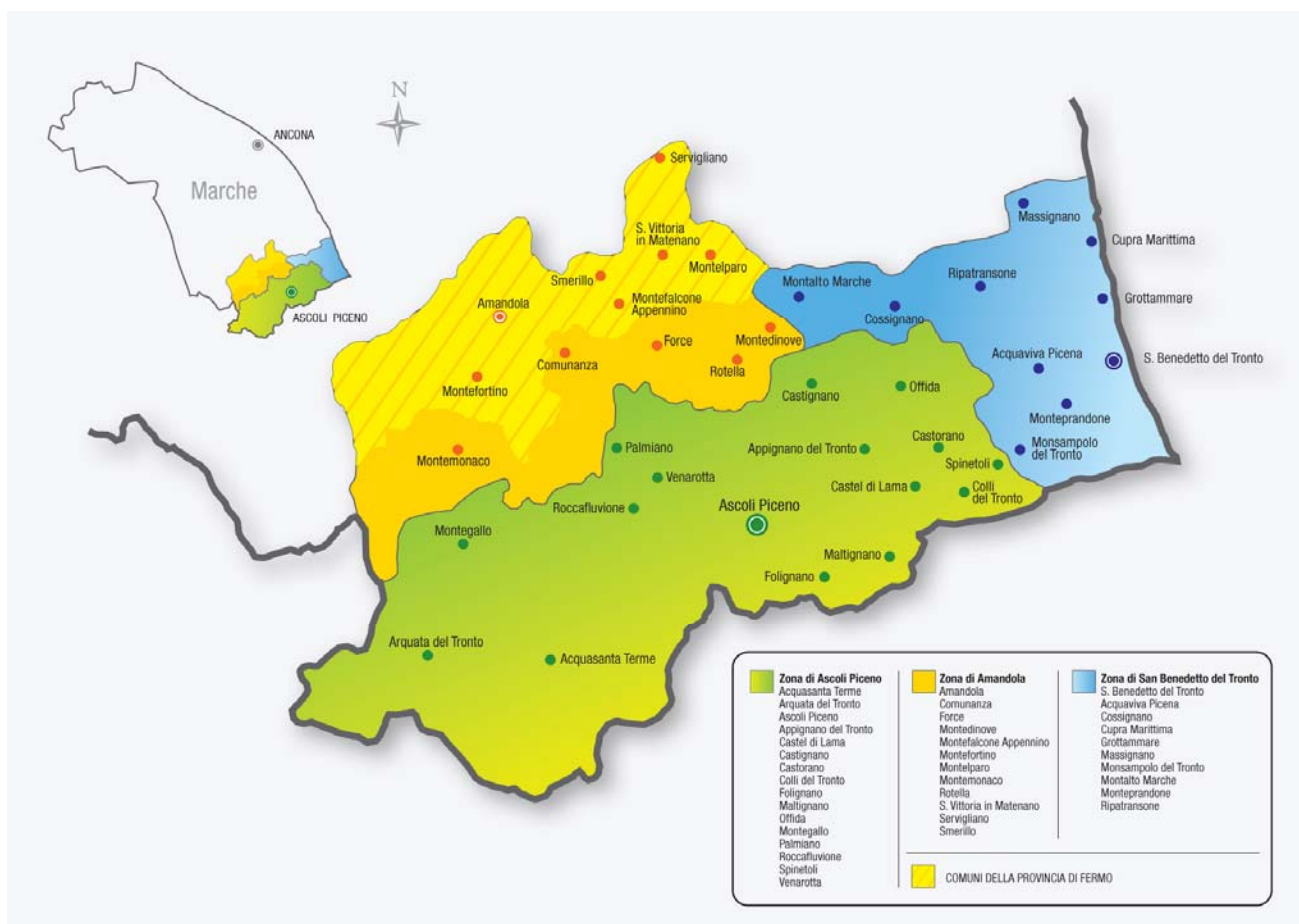 N
ANCONA
Marche
ASCOLI PICENO
Servigliano
S. Vittoria
in Matenano
Montelparo
Smerillo
Montefalcone
Appennino
Amandola
Force
Montedinove
Comunanza
Rotella
Montefortino
Montemonaco
Massignano
Cupra Marittima
Ripatransone
Montalto Marche
Grottammare
Cossignano
Acquaviva Picena
S. Benedetto del Tronto
Monteprandone
Monsampolo
del Tronto
Castignano
Offida
Palmiano
Appignano del Tronto
Castorano
Spinetoli
Venarotta
Castel di Lama
Colli
del Tronto
Roccafluvione
Ascoli Piceno
Montegallo
Maltignano
Folignano
Arquata del Tronto
Acquasanta Terme
Zona di Ascoli Piceno
Acquasanta Terme
Arquata del Tronto
Ascoli Piceno
Appignano del Tronto
Castel di Lama
Castignano
Castorano
Colli del Tronto
Folignano
Maltignano
Offida
Montegallo
Palmiano
Roccafluvione
Spinetoli
Venarotta
Zona di Amandola
Amandola
Comunanza
Force
Montedinove
Montefalcone Appennino
Montefortino
Montelparo
Montemonaco
Rotella
S. Vittoria in Matenano
Servigliano
Smerillo
Zona di San Benedetto del Tronto
S. Benedetto del Tronto
Acquaviva Picena
Cossignano
Cupra Marittima
Grottammare
Massignano
Monsampolo del Tronto
Montalto Marche
Monteprandone
Ripatransone
COMUNI DELLA PROVINCIA DI FERMO